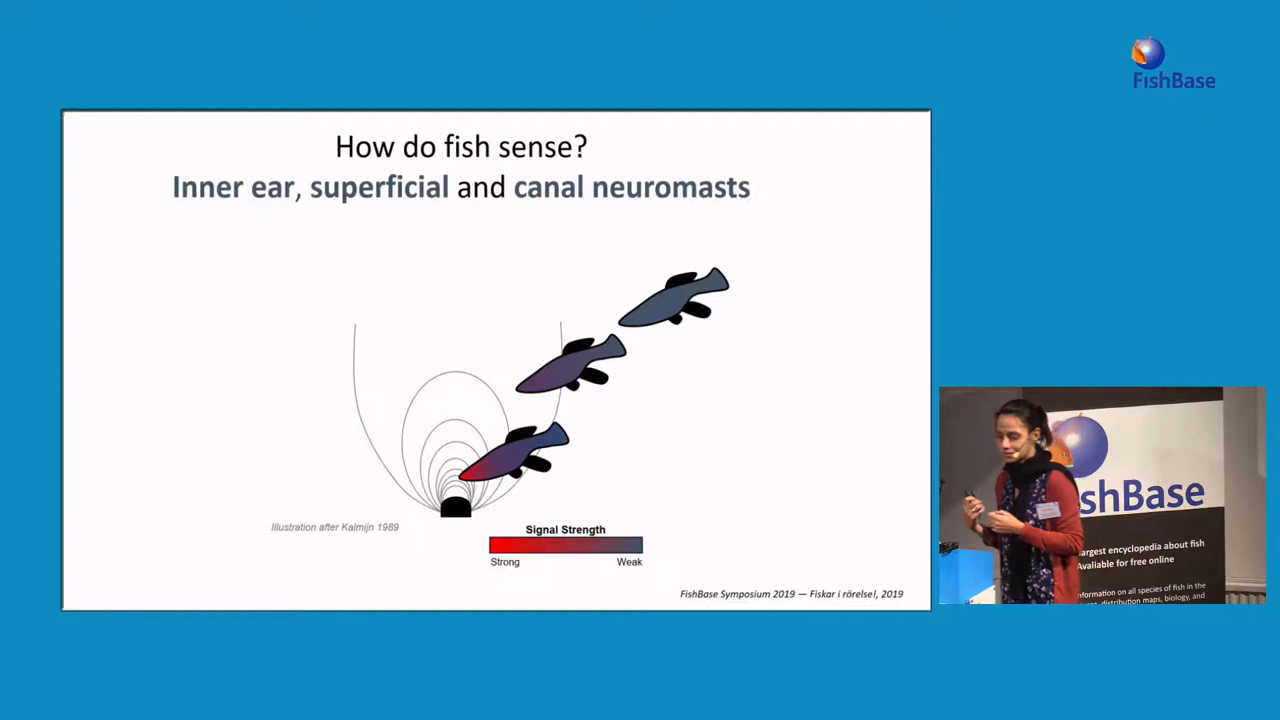 FishBase
How do fish sense?
Inner ear, superficial and canal neuromasts
Illustration after Kalmijn 1989
Signal Strength
Strong
Weak
FishBase Symposium 2019 — Fiskar i rörelse!, 2019
shBase
largest encyclopedia about fish
Avaliable for free online
nformation on all species of fish in the
distribution maps, biology, and